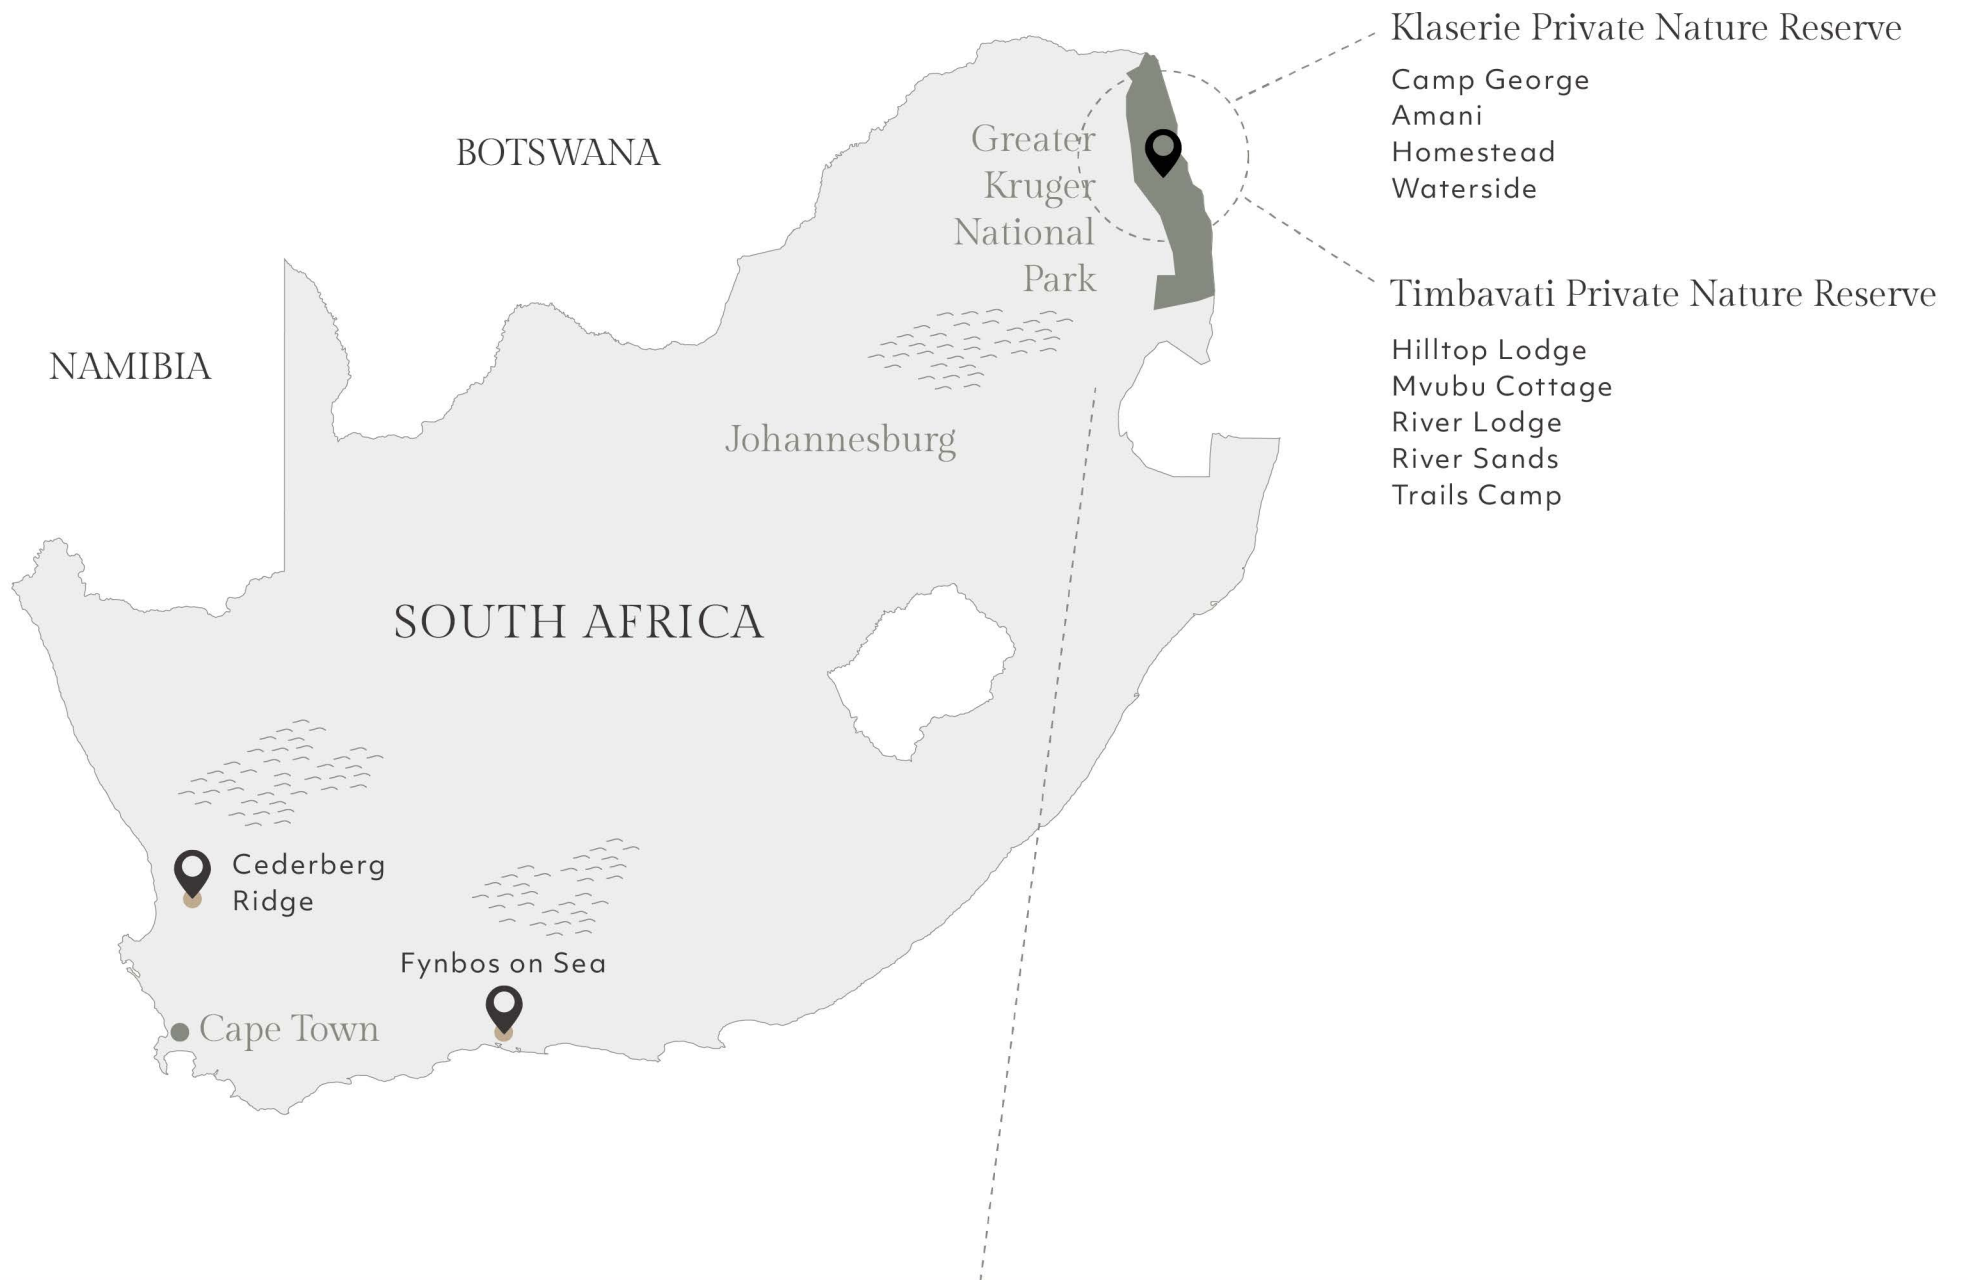 Klaserie Private Nature Reserve
Camp George
Amani
Homestead
Waterside
BOTSWANA
Greater
Kruger
National
Park
Timbavati Private Nature Reserve
Hilltop Lodge
Mvubu Cottage
River Lodge
River Sands
Trails Camp
NAMIBIA
Johannesburg
SOUTH AFRICA
Cederberg
Ridge
Fynbos on Sea
Cape Town